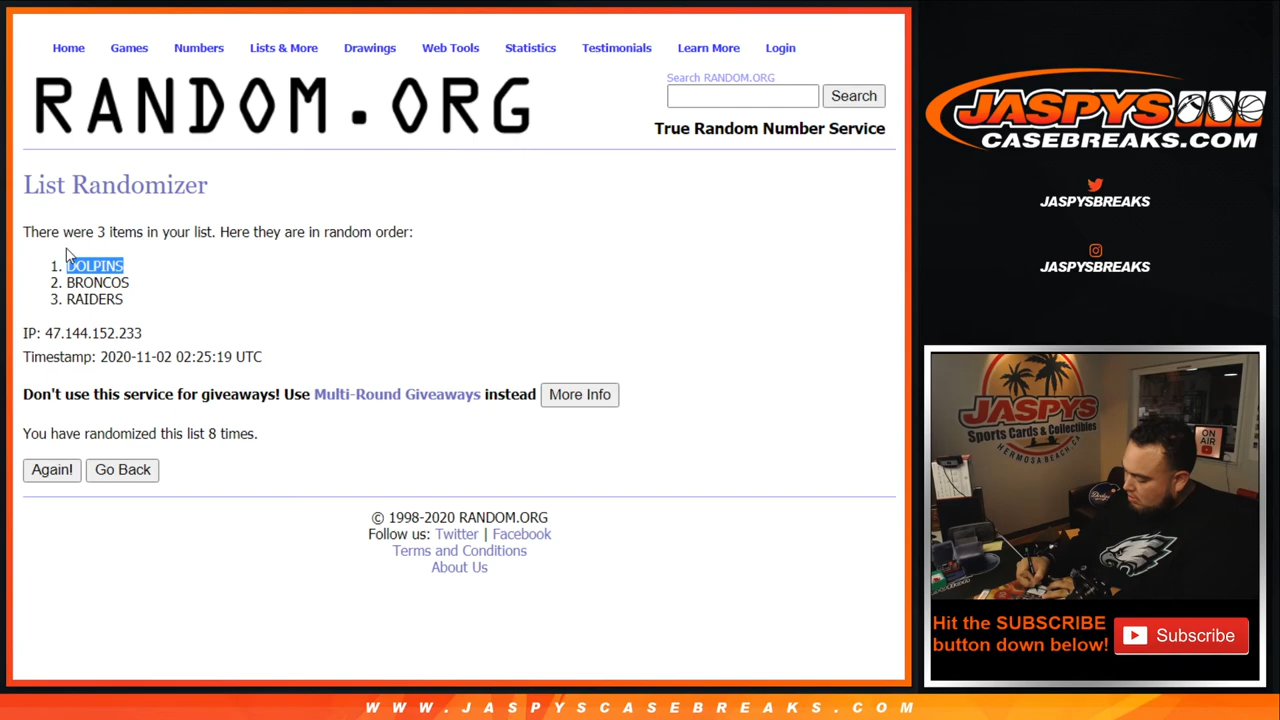 Home Games Numbers Lists & More Drawings Web Tools Statistics Testimonials Learn More Login
RANDOM.ORG
Search RANDOM.ORG
Search
True Random Number Service
List Randomizer
There were 3 items in your list. Here they are in random order:
1. DOLPINS
2. BRONCOS
3. RAIDERS
IP: 47.144.152.233
Timestamp: 2020-11-02 02:25:19 UTC
Don't use this service for giveaways! Use Multi-Round Giveaways instead More Info
You have randomized this list 8 times.
Again! Go Back
© 1998-2020 RANDOM.ORG
Follow us: Twitter | Facebook
Terms and Conditions
About Us
JASPYS
CASEBREAKS.COM
JASPYSBREAKS
JASPYSBREAKS
JASPYS
Sports Cards & Collectibles
HERMOSA BEACH, CA
ON
AIR
Hit the SUBSCRIBE
button down below!
Subscribe
WWW.JASPYSCASEBREAKS.COM